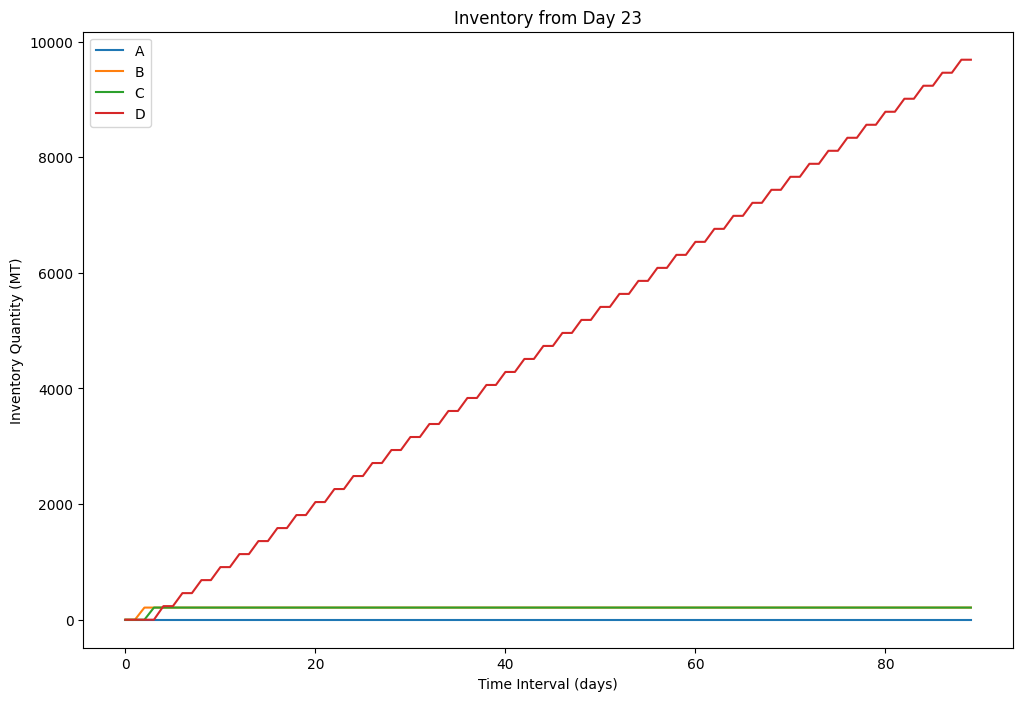 Inventory from Day 23
Inventory Quantity (MT)
10000
8000
6000
4000
2000
0
A
B
C
D
0 20 40 60 80
Time Interval (days)